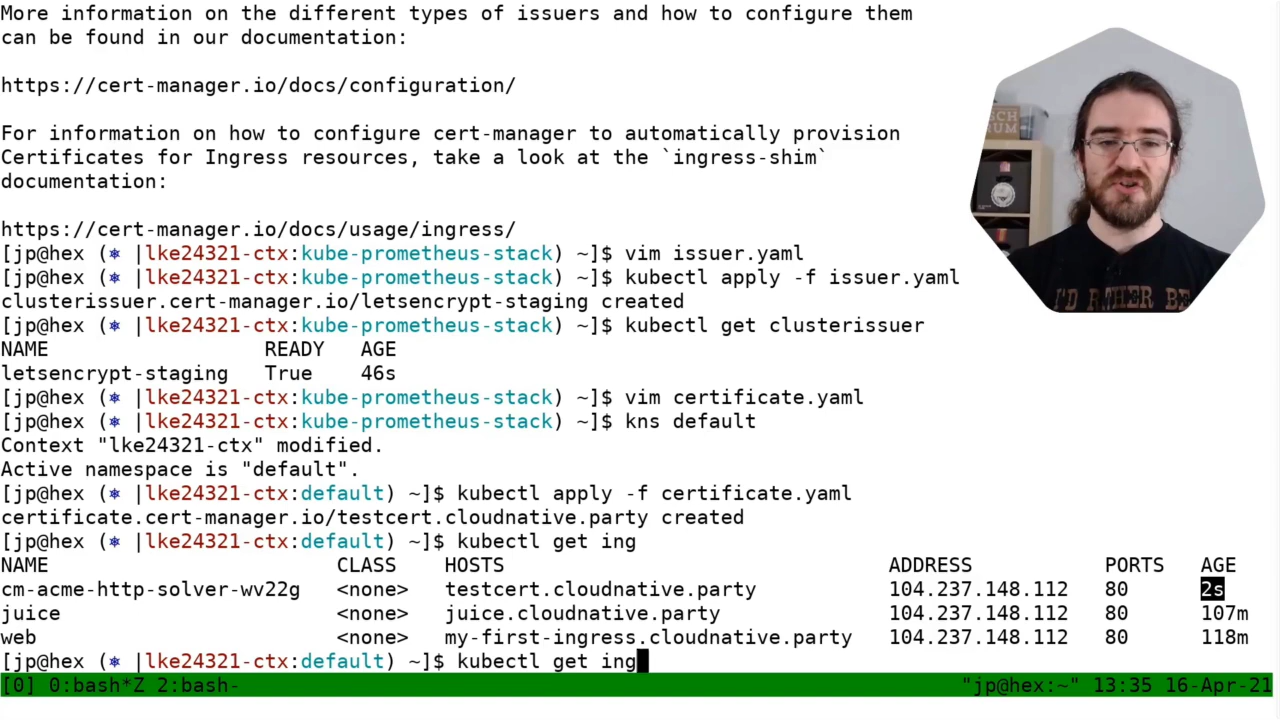 More information on the different types of issuers and how to configure them
can be found in our documentation:
https://cert-manager.io/docs/configuration/
For information on how to configure cert-manager to automatically provision
Certificates for Ingress resources, take a look at the `ingress-shim`
documentation:
https://cert-manager.io/docs/usage/ingress/
[jp@hex (⎈ |lke24321-ctx:kube-prometheus-stack) ~]$ vim issuer.yaml
[jp@hex (⎈ |lke24321-ctx:kube-prometheus-stack) ~]$ kubectl apply -f issuer.yaml
clusterissuer.cert-manager.io/letsencrypt-staging created
[jp@hex (⎈ |lke24321-ctx:kube-prometheus-stack) ~]$ kubectl get clusterissuer
NAME READY AGE
letsencrypt-staging True 46s
[jp@hex (⎈ |lke24321-ctx:kube-prometheus-stack) ~]$ vim certificate.yaml
[jp@hex (⎈ |lke24321-ctx:kube-prometheus-stack) ~]$ kns default
Context "lke24321-ctx" modified.
Active namespace is "default".
[jp@hex (⎈ |lke24321-ctx:default) ~]$ kubectl apply -f certificate.yaml
certificate.cert-manager.io/testcert.cloudnative.party created
[jp@hex (⎈ |lke24321-ctx:default) ~]$ kubectl get ing
NAME CLASS HOSTS ADDRESS PORTS AGE
cm-acme-http-solver-wv22g <none> testcert.cloudnative.party 104.237.148.112 80 2s
juice <none> juice.cloudnative.party 104.237.148.112 80 107m
web <none> my-first-ingress.cloudnative.party 104.237.148.112 80 118m
[jp@hex (⎈ |lke24321-ctx:default) ~]$ kubectl get ing
[0] 0:bash*Z 2:bash- "jp@hex:~" 13:35 16-Apr-21
I'D RATHER BE